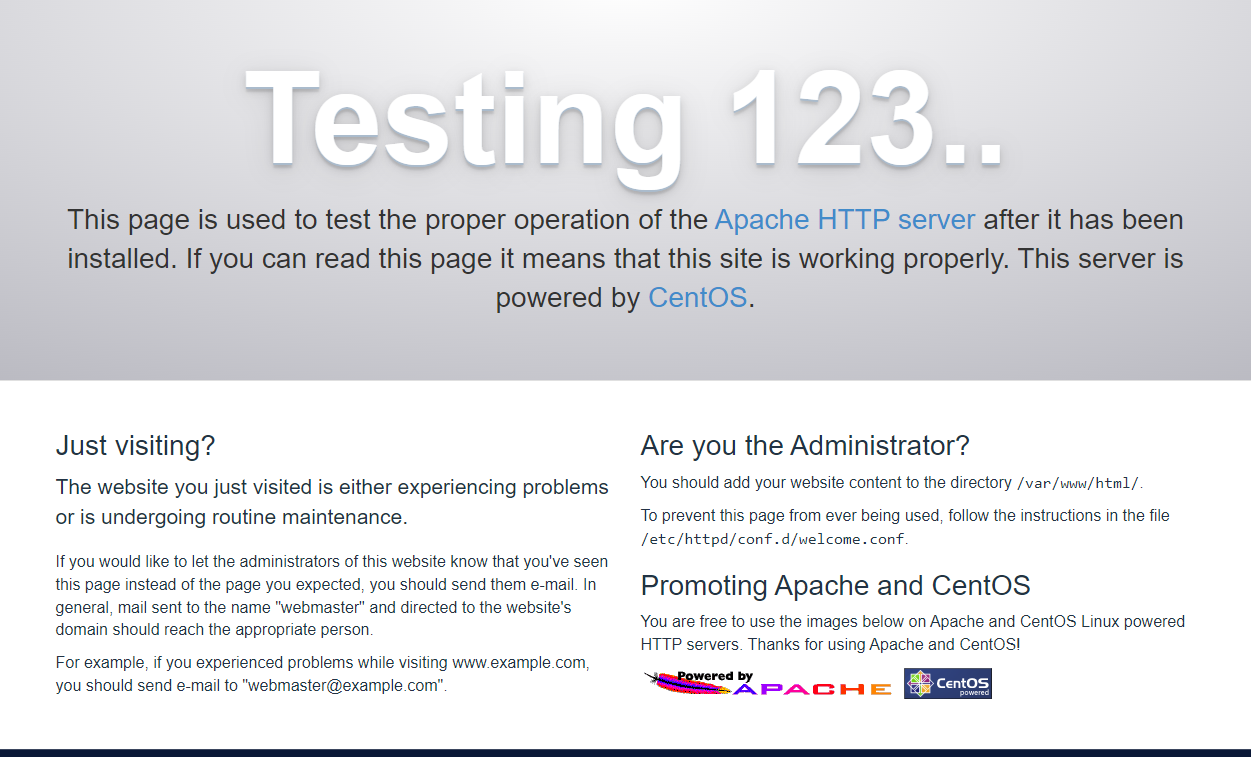 Testing 123..
This page is used to test the proper operation of the Apache HTTP server after it has been
installed. If you can read this page it means that this site is working properly. This server is
powered by CentOS.
Just visiting?
The website you just visited is either experiencing problems
or is undergoing routine maintenance.
If you would like to let the administrators of this website know that you've seen
this page instead of the page you expected, you should send them e-mail. In
general, mail sent to the name "webmaster" and directed to the website's
domain should reach the appropriate person.
For example, if you experienced problems while visiting www.example.com,
you should send e-mail to "webmaster@example.com".
Are you the Administrator?
You should add your website content to the directory /var/www/html/.
To prevent this page from ever being used, follow the instructions in the file
/etc/httpd/conf.d/welcome.conf.
Promoting Apache and CentOS
You are free to use the images below on Apache and CentOS Linux powered
HTTP servers. Thanks for using Apache and CentOS!
Powered by
APACHE
CentOS
powered